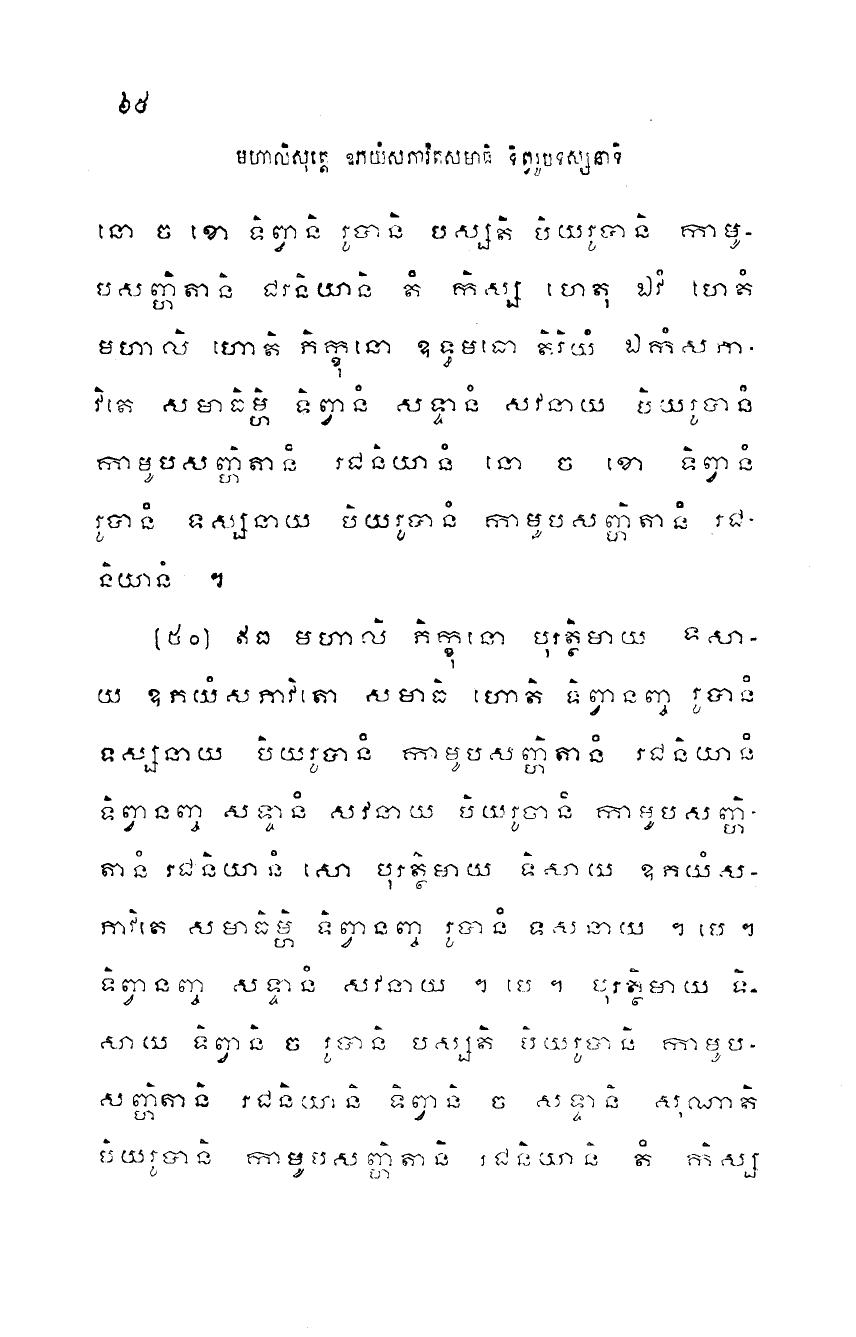 ៦៥
មហាលិសុត្តេ ឧភយំសភាវិតសមាធិ ទិព្វរូបទស្សនាទិ
នោ ច ខោ ទិព្វានិ រូបានិ បស្សតិ បិយរូបានិ កាមូ-
បសញ្ហិតានិ រជនិយានិ តំ កិស្ស ហេតុ ឯវំ ហេតំ
មហាលិ ហោតិ ភិក្ខុនោ ឧទ្ធមធោ តិរិយំ ឯកំសភា-
វិតេ សមាធិម្ហិ ទិព្វានំ សទ្ទានំ សវនាយ បិយរូបានំ
កាមូបសញ្ហិតានំ រជនិយានំ នោ ច ខោ ទិព្វានំ
រូបានំ ទស្សនាយ បិយរូបានំ កាមូបសញ្ហិតានំ រជ-
និយានំ ។
(៥០) ឥធ មហាលិ ភិក្ខុនោ បុរត្ថិមាយ ទិសា-
យ ឧភយំសភាវិតោ សមាធិ ហោតិ ទិព្វានញ្ច រូបានំ
ទស្សនាយ បិយរូបានំ កាមូបសញ្ហិតានំ រជនិយានំ
ទិព្វានញ្ច សទ្ទានំ សវនាយ បិយរូបានំ កាមូបសញ្ហិ-
តានំ រជនិយានំ សោ បុរត្ថិមាយ ទិសាយ ឧភយំស-
ភាវិតេ សមាធិម្ហិ ទិព្វានញ្ច រូបានំ ទសនាយ ។ បេ ។
ទិព្វានញ្ច សទ្ទានំ សវនាយ ។ បេ ។ បុរត្ថិមាយ ទិ-
សាយ ទិព្វានិ ច រូបានិ បស្សតិ បិយរូបានិ កាមូប-
សញ្ហិតានិ រជនិយានិ ទិព្វានិ ច សទ្ទានិ សុណាតិ
បិយរូបានិ កាមូបសញ្ហិតានិ រជនិយានិ តំ កិស្ស